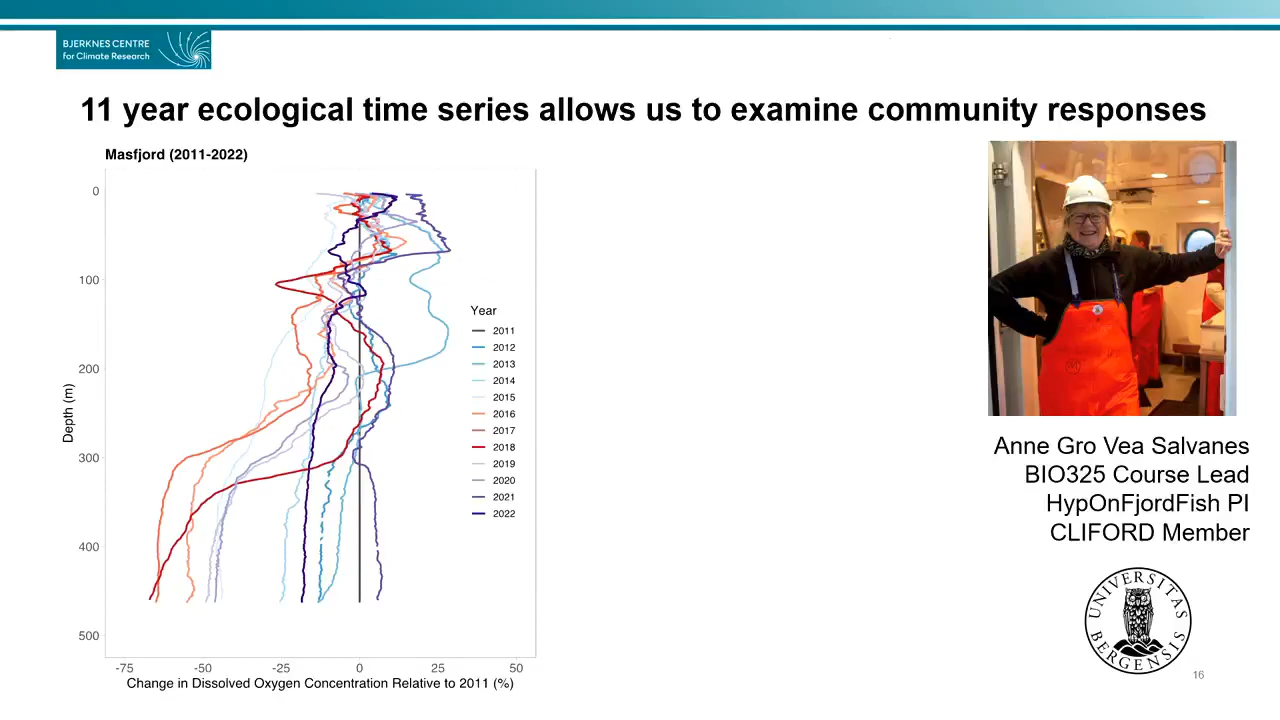 BJERKNES CENTRE
for Climate Research
11 year ecological time series allows us to examine community responses
Masfjord (2011-2022)
0
100
200
300
400
500
Depth (m)
Year
2011
2012
2013
2014
2015
2016
2017
2018
2019
2020
2021
2022
-75 -50 -25 0 25 50
Change in Dissolved Oxygen Concentration Relative to 2011 (%)
Anne Gro Vea Salvanes
BIO325 Course Lead
HypOnFjordFish PI
CLIFORD Member
UNIVERSITAS
BERGENSIS
16